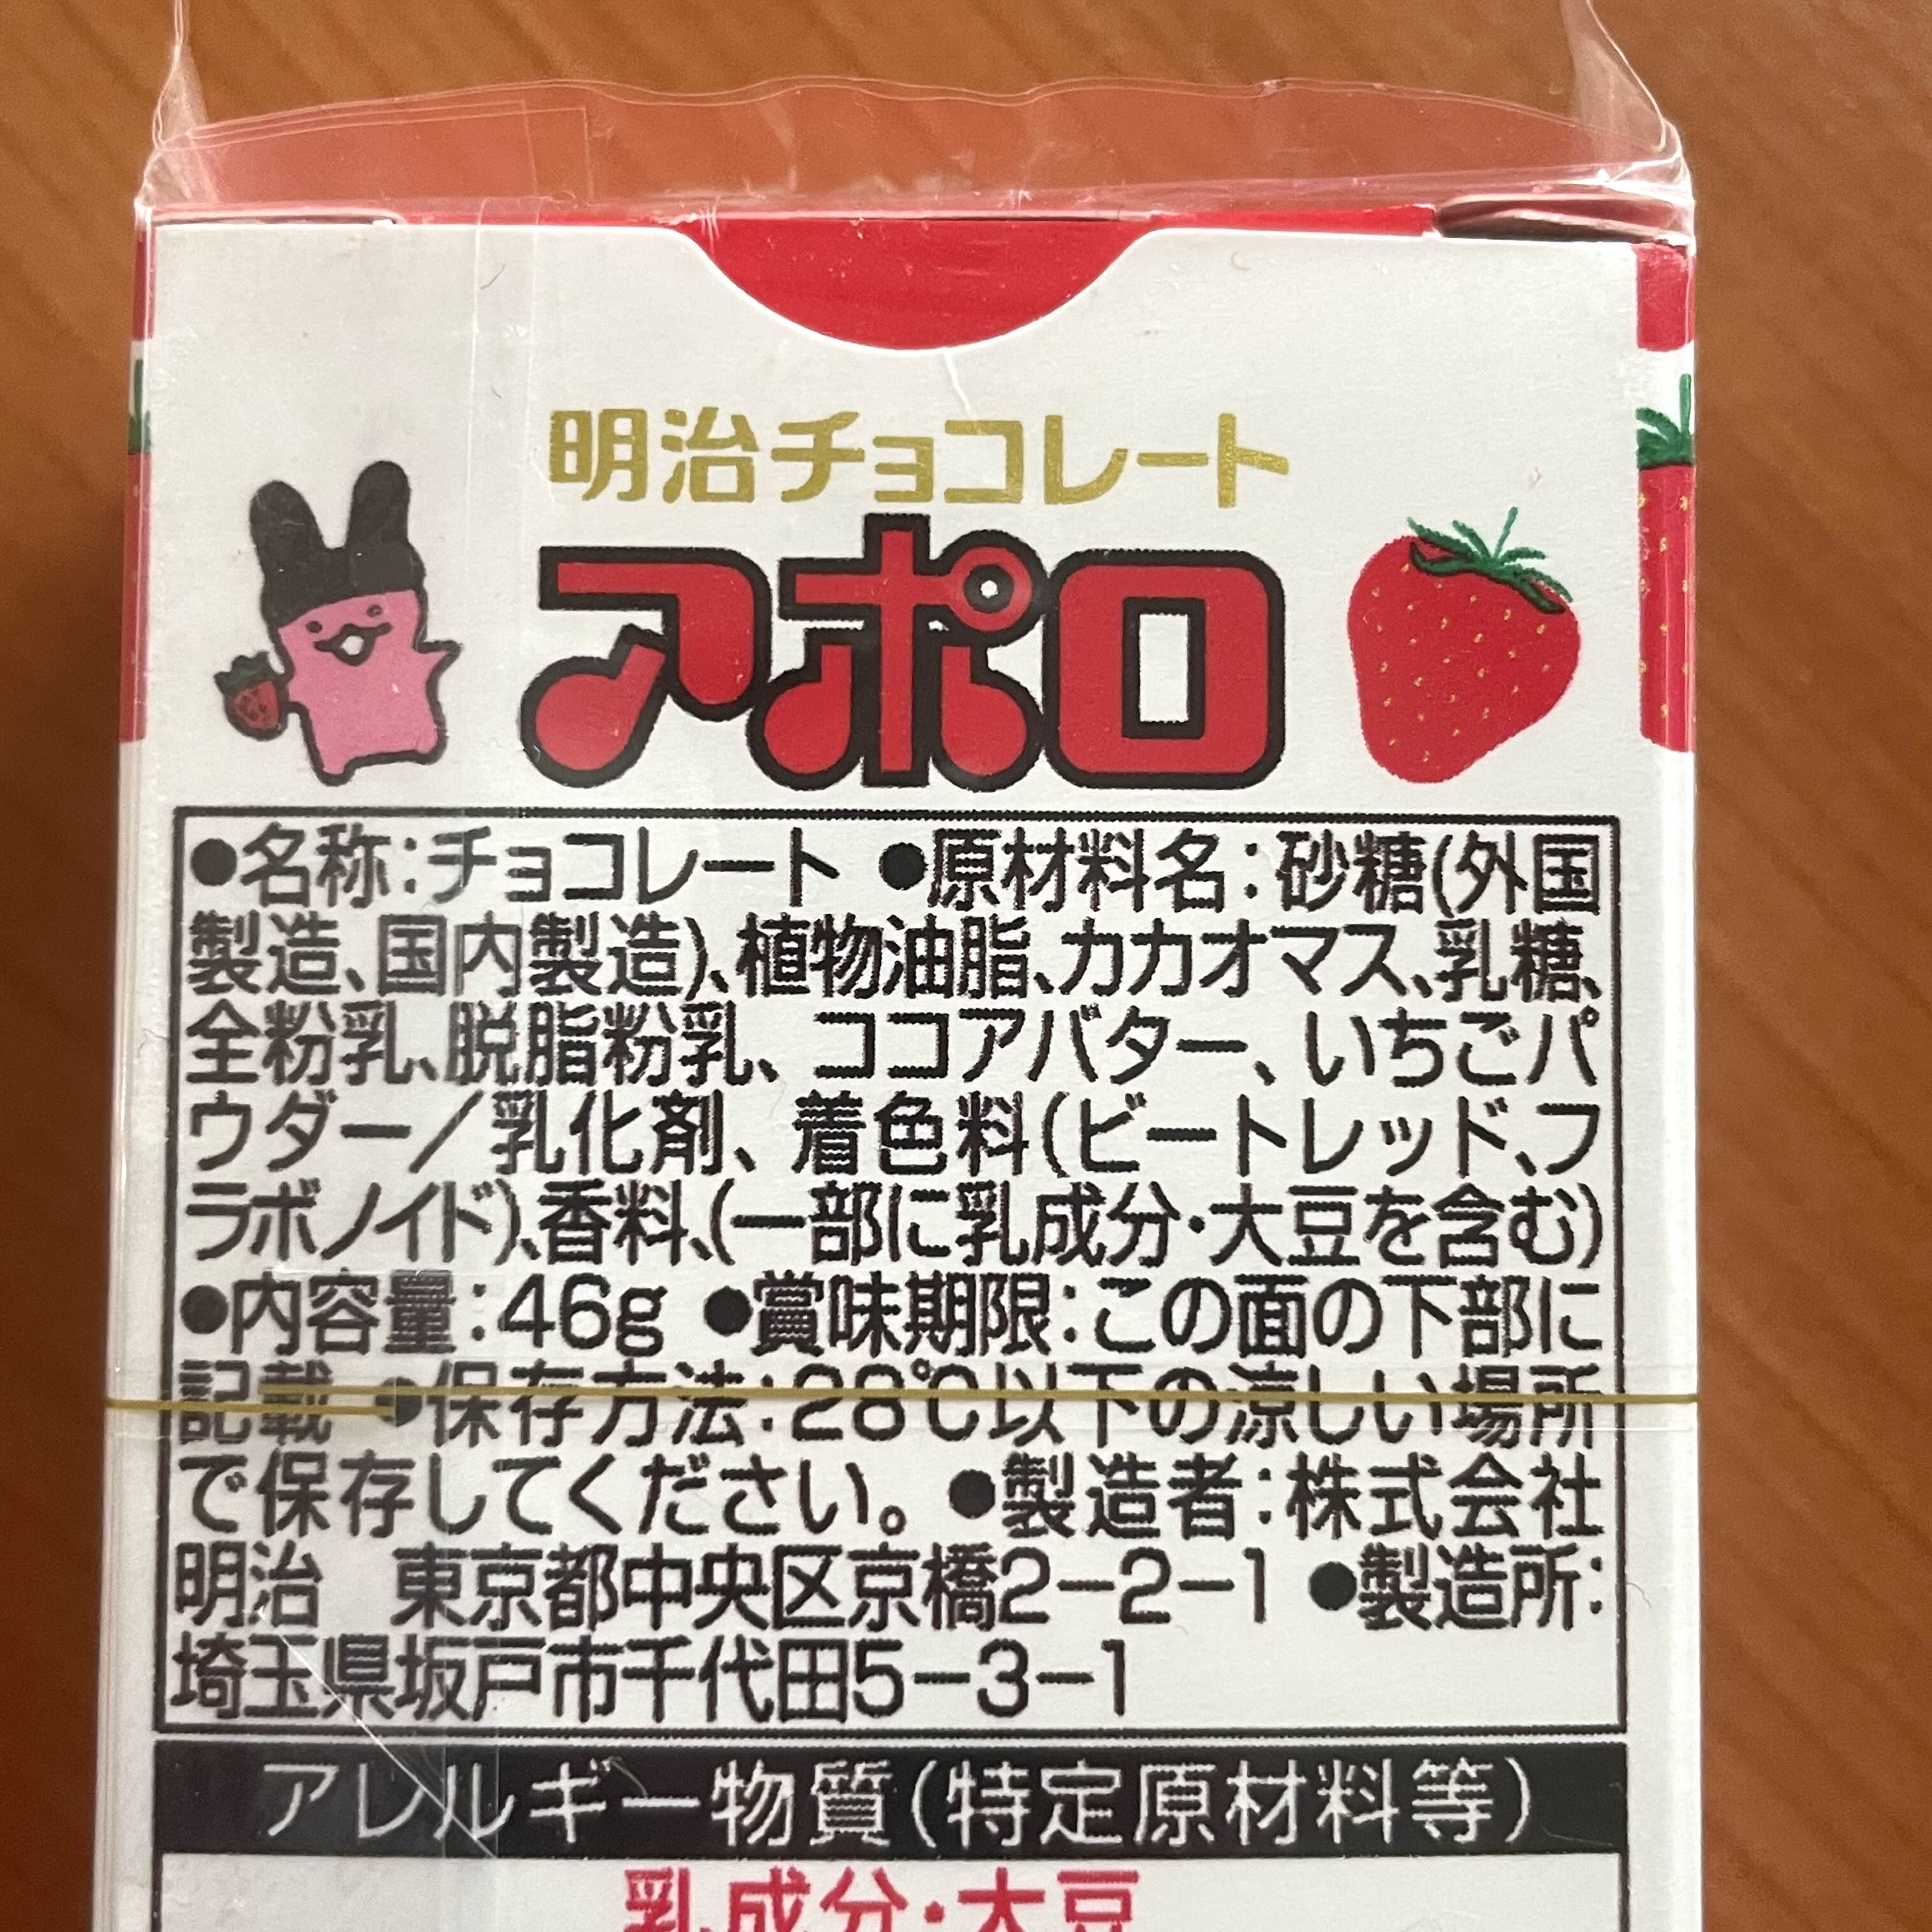 明治チョコレート
アポロ
●名称:チョコレート ●原材料名:砂糖(外国
製造、国内製造)、植物油脂、カカオマス、乳糖、
全粉乳、脱脂粉乳、ココアバター、いちごパ
ウダー/乳化剤、着色料(ビートレッド、フ
ラボノイド)、香料、(一部に乳成分・大豆を含む)
●内容量:46g ●賞味期限:この面の下部に
記載 ●保存方法:28℃以下の涼しい場所
で保存してください。 ●製造者:株式会社
明治 東京都中央区京橋2-2-1 ●製造所:
埼玉県坂戸市千代田5-3-1
アレルギー物質(特定原材料等)
乳成分・大豆